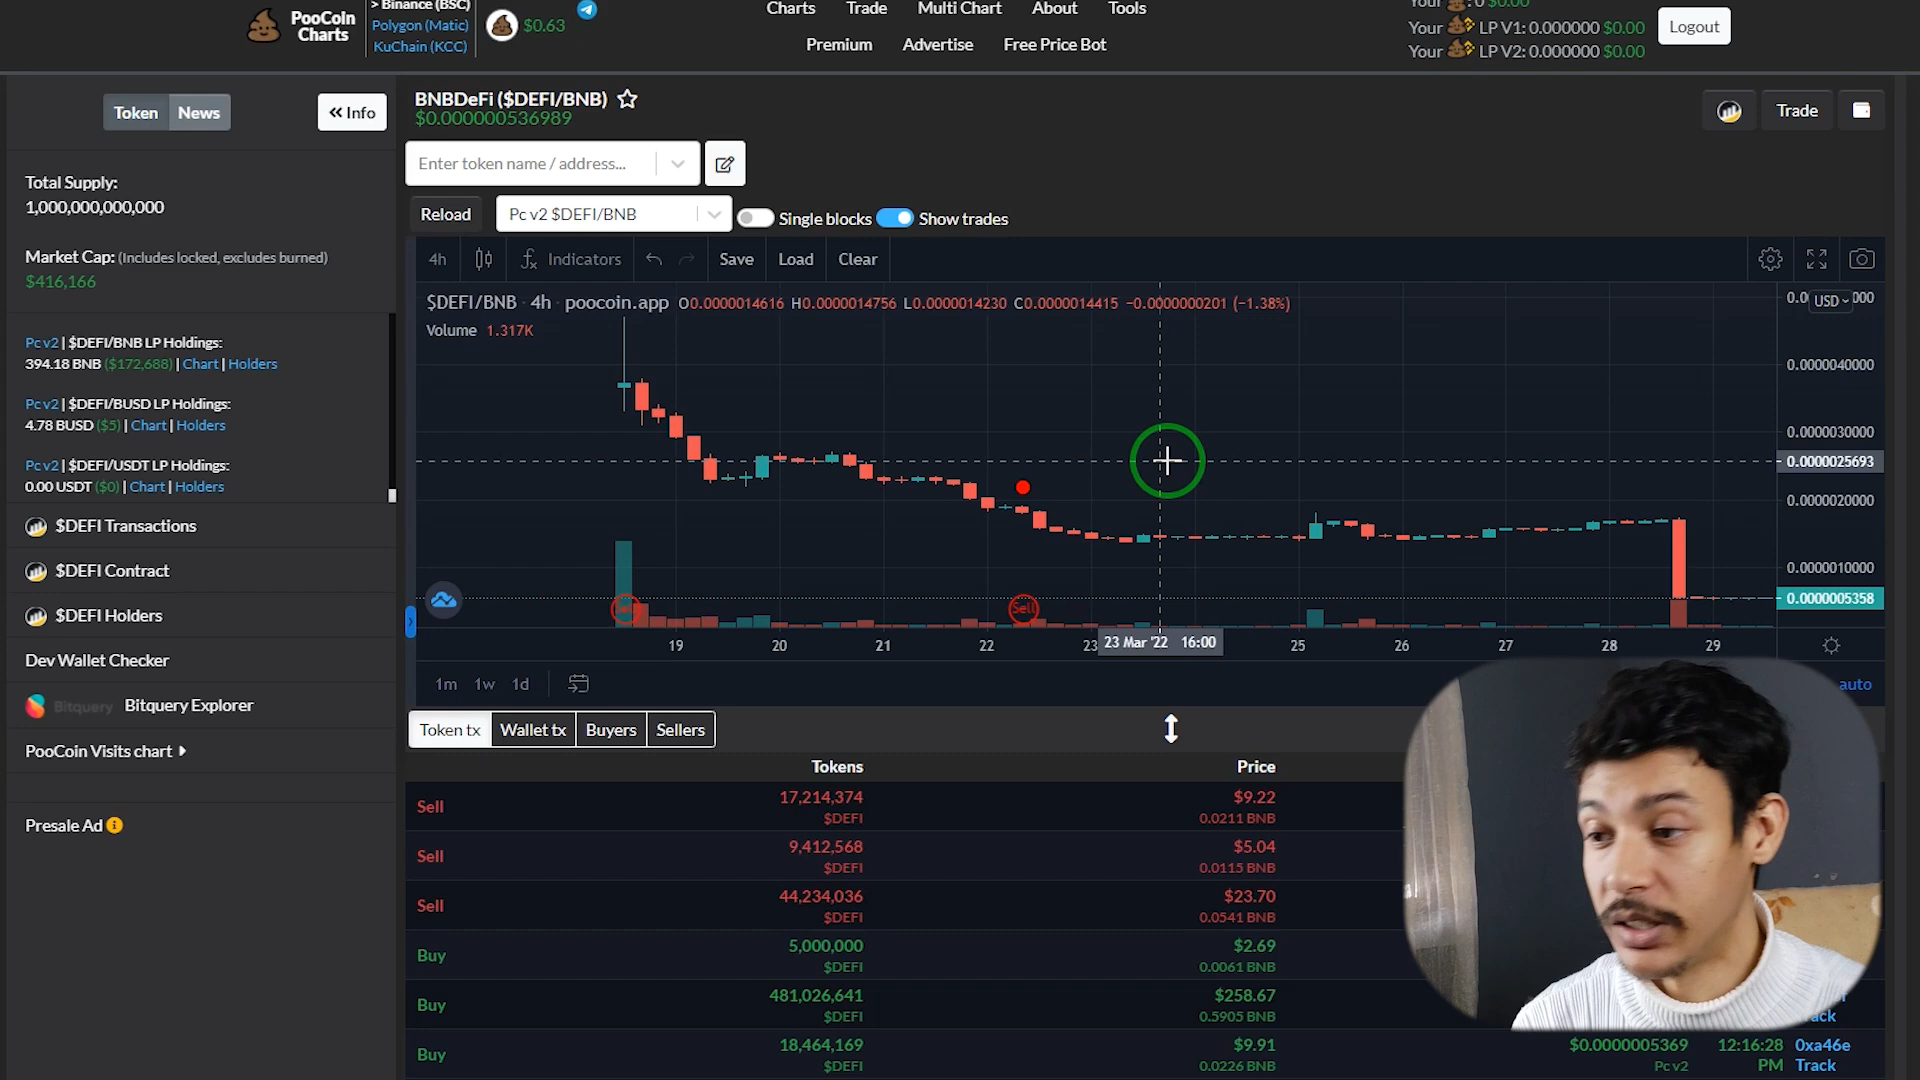 > Binance (BSC)
PooCoin
Charts
Polygon (Matic)
KuChain (KCC)
$0.63
Charts Trade Multi Chart About Tools
Premium Advertise Free Price Bot
Your : 0 $0.00
Your LP V1: 0.000000 $0.00
Your LP V2: 0.000000 $0.00
Logout
Token News
« Info
Total Supply:
1,000,000,000,000
Market Cap: (Includes locked, excludes burned)
$416,166
Pc v2 | $DEFI/BNB LP Holdings:
394.18 BNB ($172,688) | Chart | Holders
Pc v2 | $DEFI/BUSD LP Holdings:
4.78 BUSD ($5) | Chart | Holders
Pc v2 | $DEFI/USDT LP Holdings:
0.00 USDT ($0) | Chart | Holders
$DEFI Transactions
$DEFI Contract
$DEFI Holders
Dev Wallet Checker
Bitquery Bitquery Explorer
PooCoin Visits chart
Presale Ad
BNBDeFi ($DEFI/BNB)
$0.000000536989
Trade
Enter token name / address...
Reload
Pc v2 $DEFI/BNB
Single blocks
Show trades
4h Indicators Save Load Clear
$DEFI/BNB · 4h · poocoin.app O0.0000014616 H0.0000014756 L0.0000014230 C0.0000014415 −0.0000000201 (−1.38%)
Volume 1.317K
USD
0.0000040000
0.0000030000
0.0000025693
0.0000020000
0.0000010000
0.0000005358
Sell
19 20 21 22 23 23 Mar '22 16:00 25 26 27 28 29
1m 1w 1d
auto
Token tx Wallet tx Buyers Sellers
Tokens Price
Sell 17,214,374 $9.22
$DEFI 0.0211 BNB
Sell 9,412,568 $5.04
$DEFI 0.0115 BNB
Sell 44,234,036 $23.70
$DEFI 0.0541 BNB
Buy 5,000,000 $2.69
$DEFI 0.0061 BNB
Buy 481,026,641 $258.67
$DEFI 0.5905 BNB
Buy 18,464,169 $9.91 $0.0000005369 12:16:28 0xa46e
$DEFI 0.0226 BNB Pc v2 PM Track